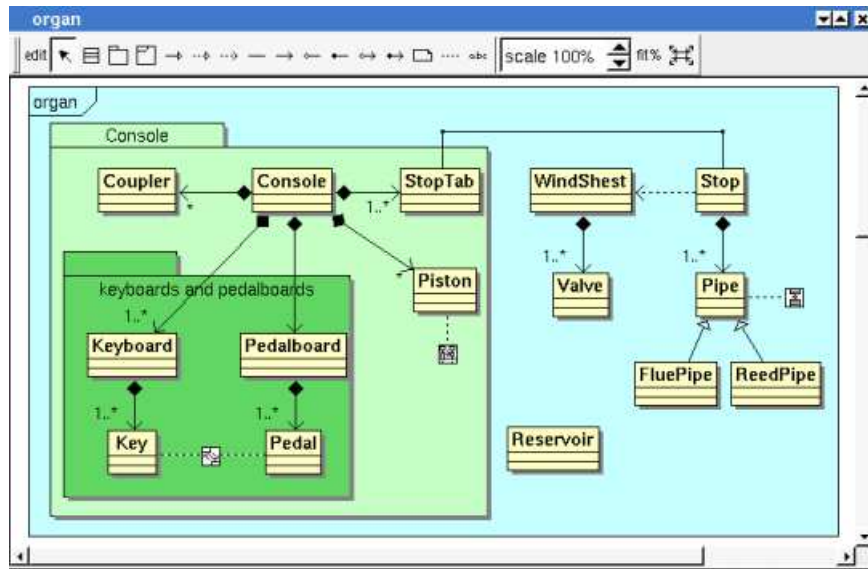 organ
edit
abc
scale 100%
fit%
organ
Console
Coupler
Console
StopTab
WindShest
Stop
*
1..*
1..*
1..*
*
Piston
Valve
Pipe
keyboards and pedalboards
1..*
Keyboard
Pedalboard
FluePipe
ReedPipe
1..*
1..*
Key
Pedal
Reservoir